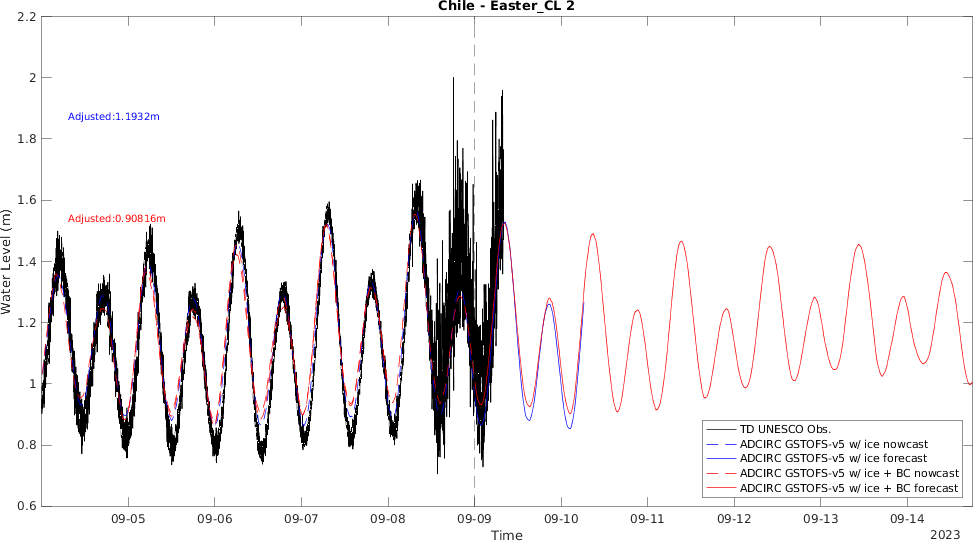 Chile - Easter_CL 2
2.2
2
1.8
1.6
1.4
1.2
1
0.8
0.6
Water Level (m)
Adjusted:1.1932m
Adjusted:0.90816m
TD UNESCO Obs.
ADCIRC GSTOFS-v5 w/ ice nowcast
ADCIRC GSTOFS-v5 w/ ice forecast
ADCIRC GSTOFS-v5 w/ ice + BC nowcast
ADCIRC GSTOFS-v5 w/ ice + BC forecast
09-05 09-06 09-07 09-08 09-09 09-10 09-11 09-12 09-13 09-14
Time
2023